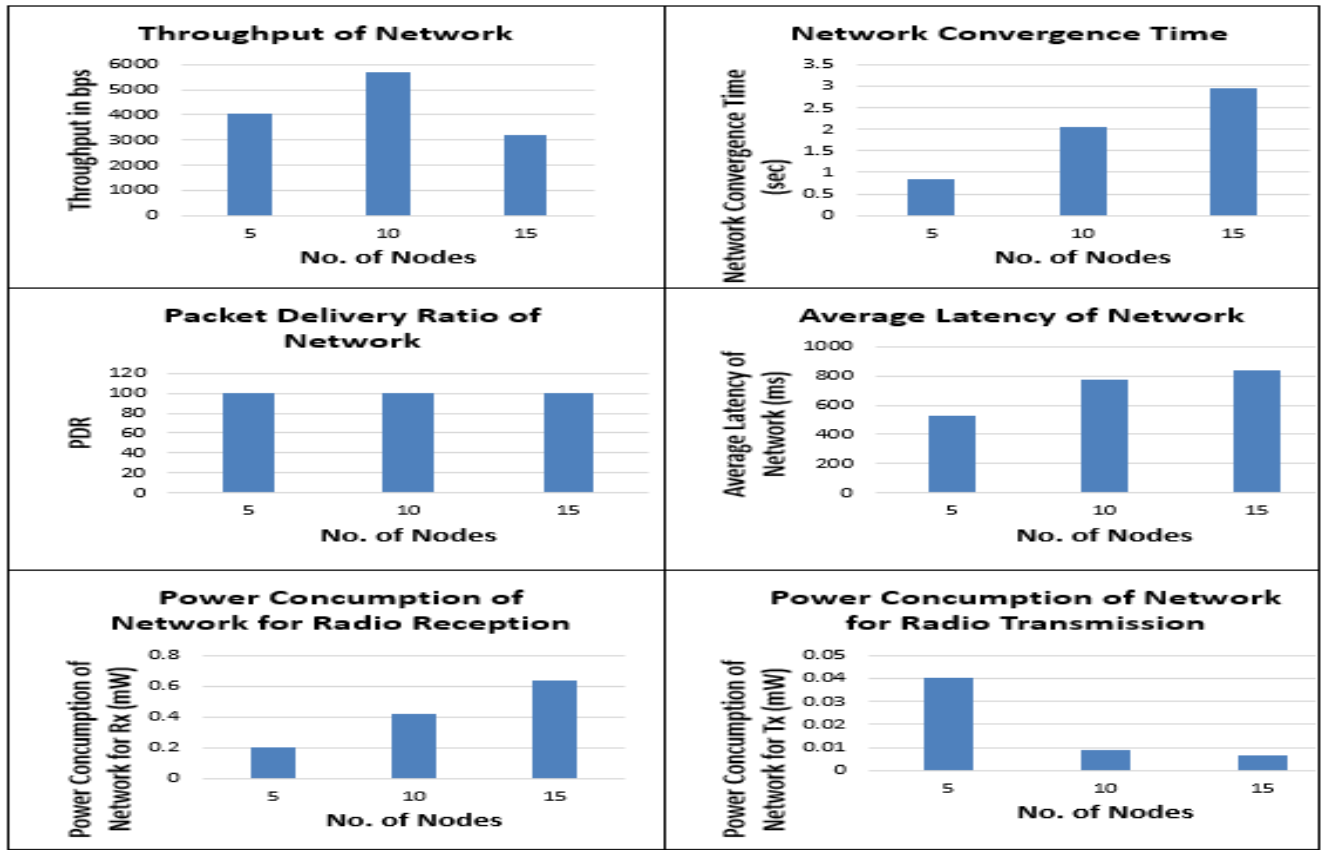 Throughput of Network
Throughput in bps
6000
5000
4000
3000
2000
1000
0
5 10 15
No. of Nodes
Network Convergence Time
Network Convergence Time
(sec)
3.5
3
2.5
2
1.5
1
0.5
0
5 10 15
No. of Nodes
Packet Delivery Ratio of
Network
PDR
120
100
80
60
40
20
0
5 10 15
No. of Nodes
Average Latency of Network
Average Latency of
Network (ms)
1000
800
600
400
200
0
5 10 15
No. of Nodes
Power Concumption of
Network for Radio Reception
Power Concumption of
Network for Rx (mW)
0.8
0.6
0.4
0.2
0
5 10 15
No. of Nodes
Power Concumption of Network
for Radio Transmission
Power Concumption of
Network for Tx (mW)
0.05
0.04
0.03
0.02
0.01
0
5 10 15
No. of Nodes